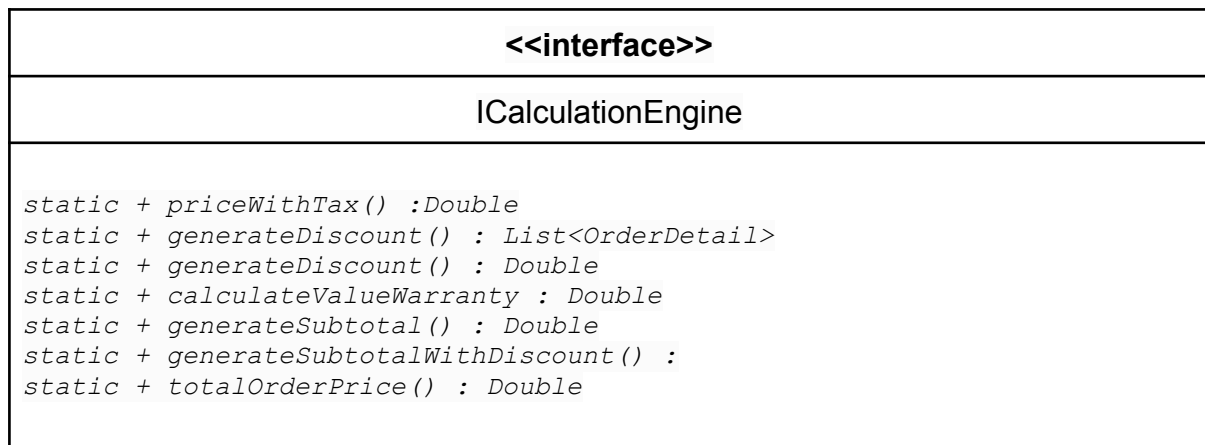 <<interface>>
ICalculationEngine
static + priceWithTax() :Double
static + generateDiscount() : List<OrderDetail>
static + generateDiscount() : Double
static + calculateValueWarranty : Double
static + generateSubtotal() : Double
static + generateSubtotalWithDiscount() :
static + totalOrderPrice() : Double